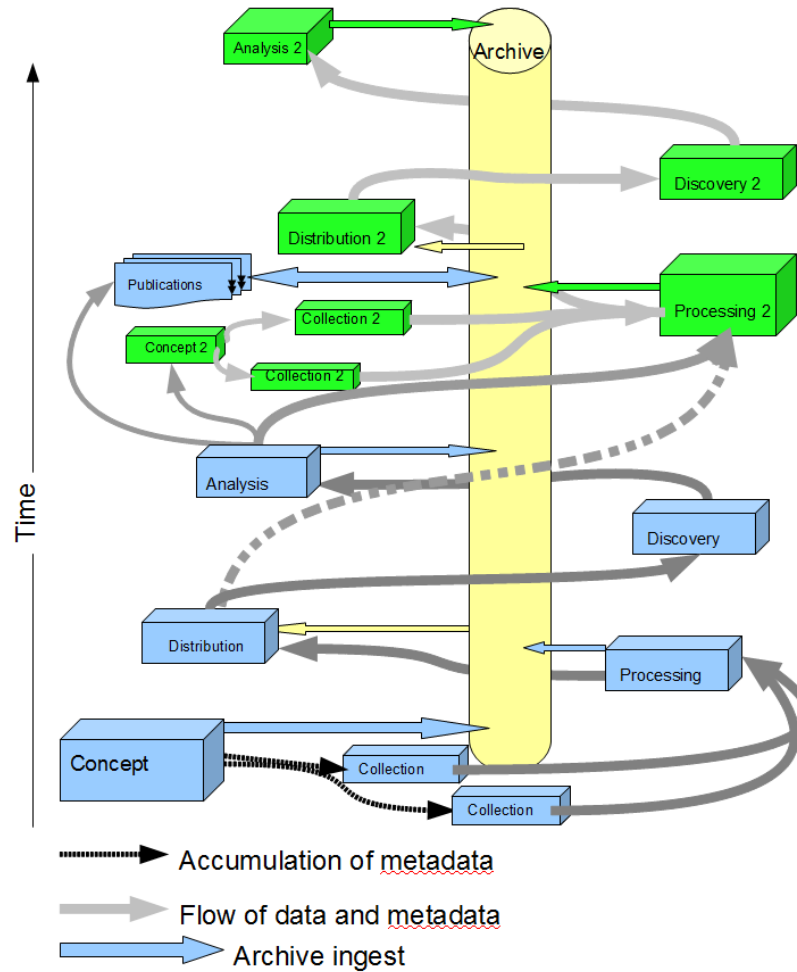 Analysis 2
Archive
Discovery 2
Distribution 2
Publications
Processing 2
Collection 2
Concept 2
Collection 2
Analysis
Time
Discovery
Distribution
Processing
Concept
Collection
Collection
Accumulation of metadata
Flow of data and metadata
Archive ingest